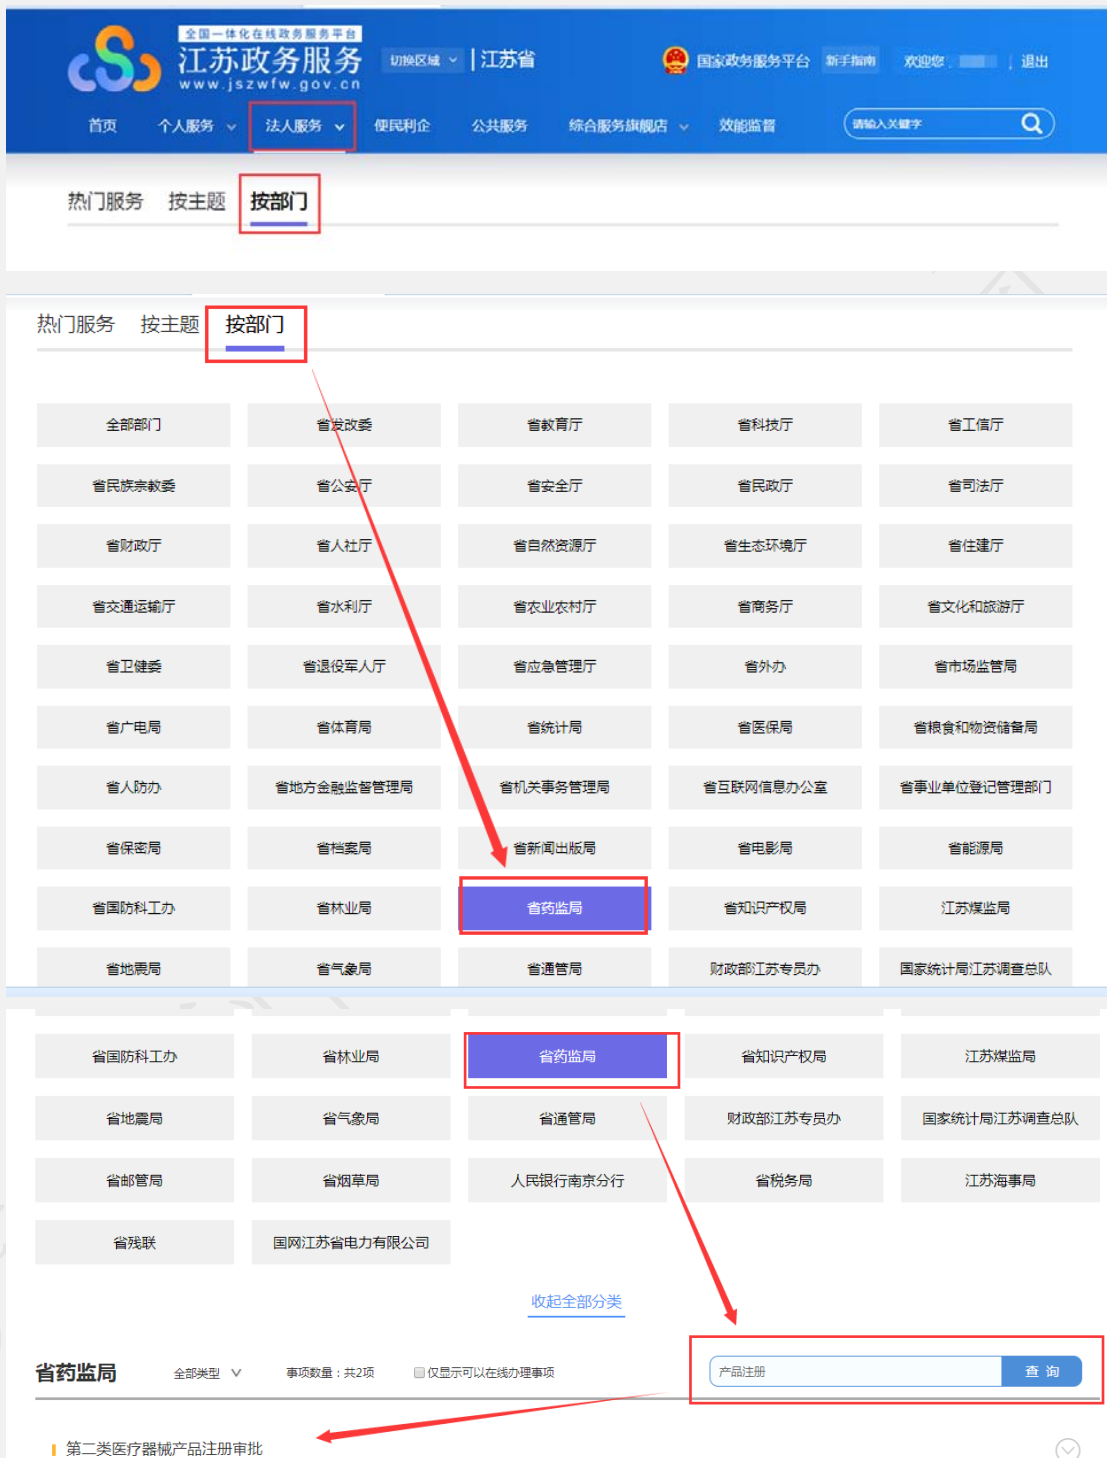 全国一体化在线政务服务平台
江苏政务服务
www.jszwfw.gov.cn
切换区域 江苏省 国家政务服务平台 新手指南 欢迎您 退出
首页 个人服务 法人服务 便民利企 公共服务 综合服务旗舰店 效能监督 请输入关键字
热门服务 按主题 按部门
热门服务 按主题 按部门
全部部门 省发改委 省教育厅 省科技厅 省工信厅
省民族宗教委 省公安厅 省安全厅 省民政厅 省司法厅
省财政厅 省人社厅 省自然资源厅 省生态环境厅 省住建厅
省交通运输厅 省水利厅 省农业农村厅 省商务厅 省文化和旅游厅
省卫健委 省退役军人厅 省应急管理厅 省外办 省市场监管局
省广电局 省体育局 省统计局 省医保局 省粮食和物资储备局
省人防办 省地方金融监督管理局 省机关事务管理局 省互联网信息办公室 省事业单位登记管理部门
省保密局 省档案局 省新闻出版局 省电影局 省能源局
省国防科工办 省林业局 省药监局 省知识产权局 江苏煤监局
省地震局 省气象局 省通管局 财政部江苏专员办 国家统计局江苏调查总队
省国防科工办 省林业局 省药监局 省知识产权局 江苏煤监局
省地震局 省气象局 省通管局 财政部江苏专员办 国家统计局江苏调查总队
省邮管局 省烟草局 人民银行南京分行 省税务局 江苏海事局
省残联 国网江苏省电力有限公司
收起全部分类
省药监局 全部类型 事项数量：共2项 仅显示可以在线办理事项 产品注册 查 询
第二类医疗器械产品注册审批